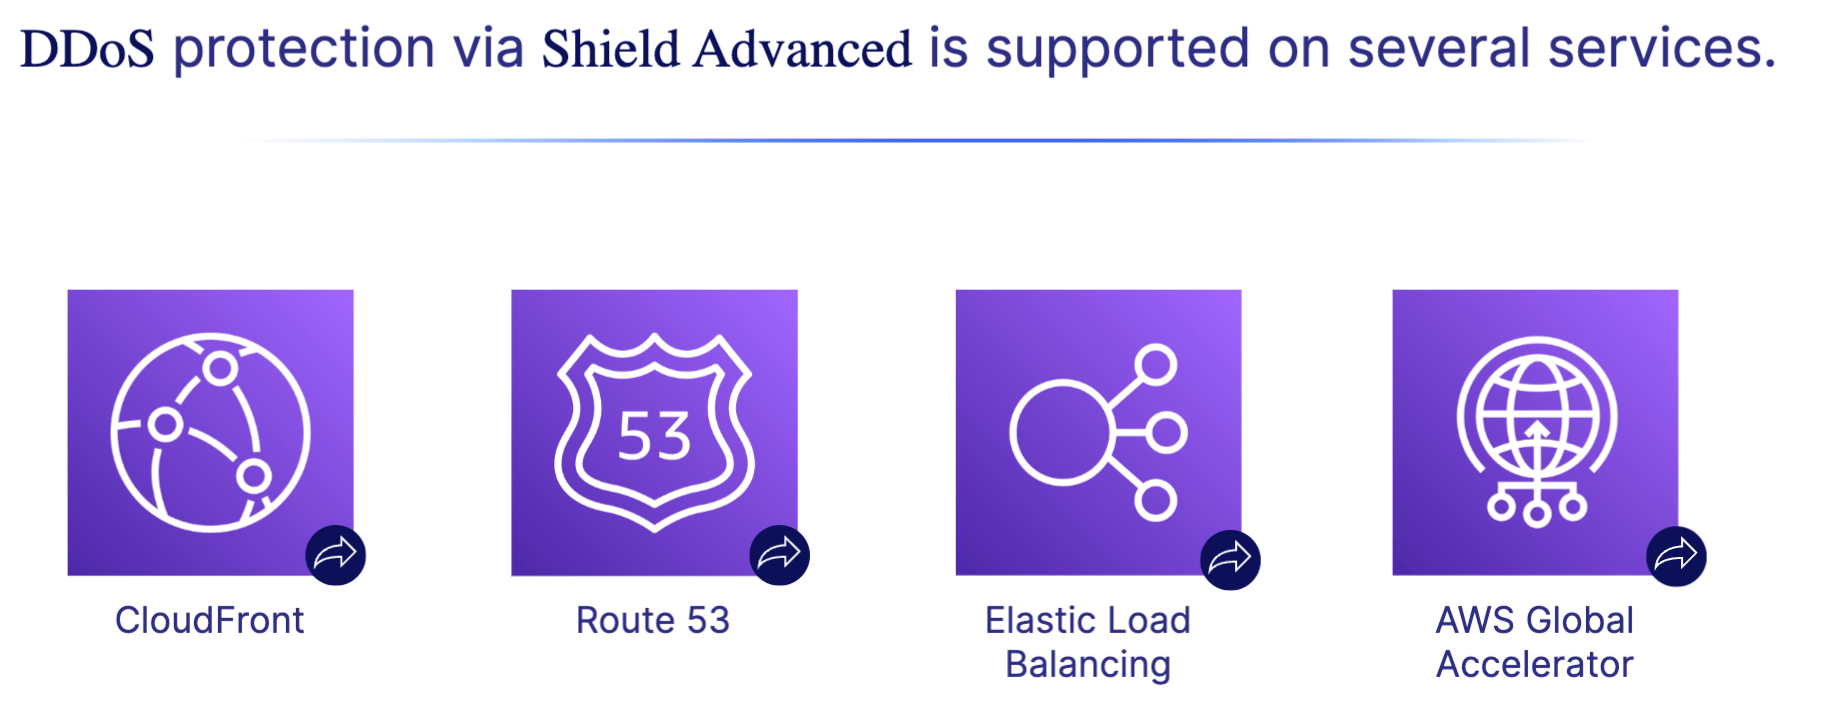 DDoS protection via Shield Advanced is supported on several services.
53
CloudFront
Route 53
Elastic Load
Balancing
AWS Global
Accelerator